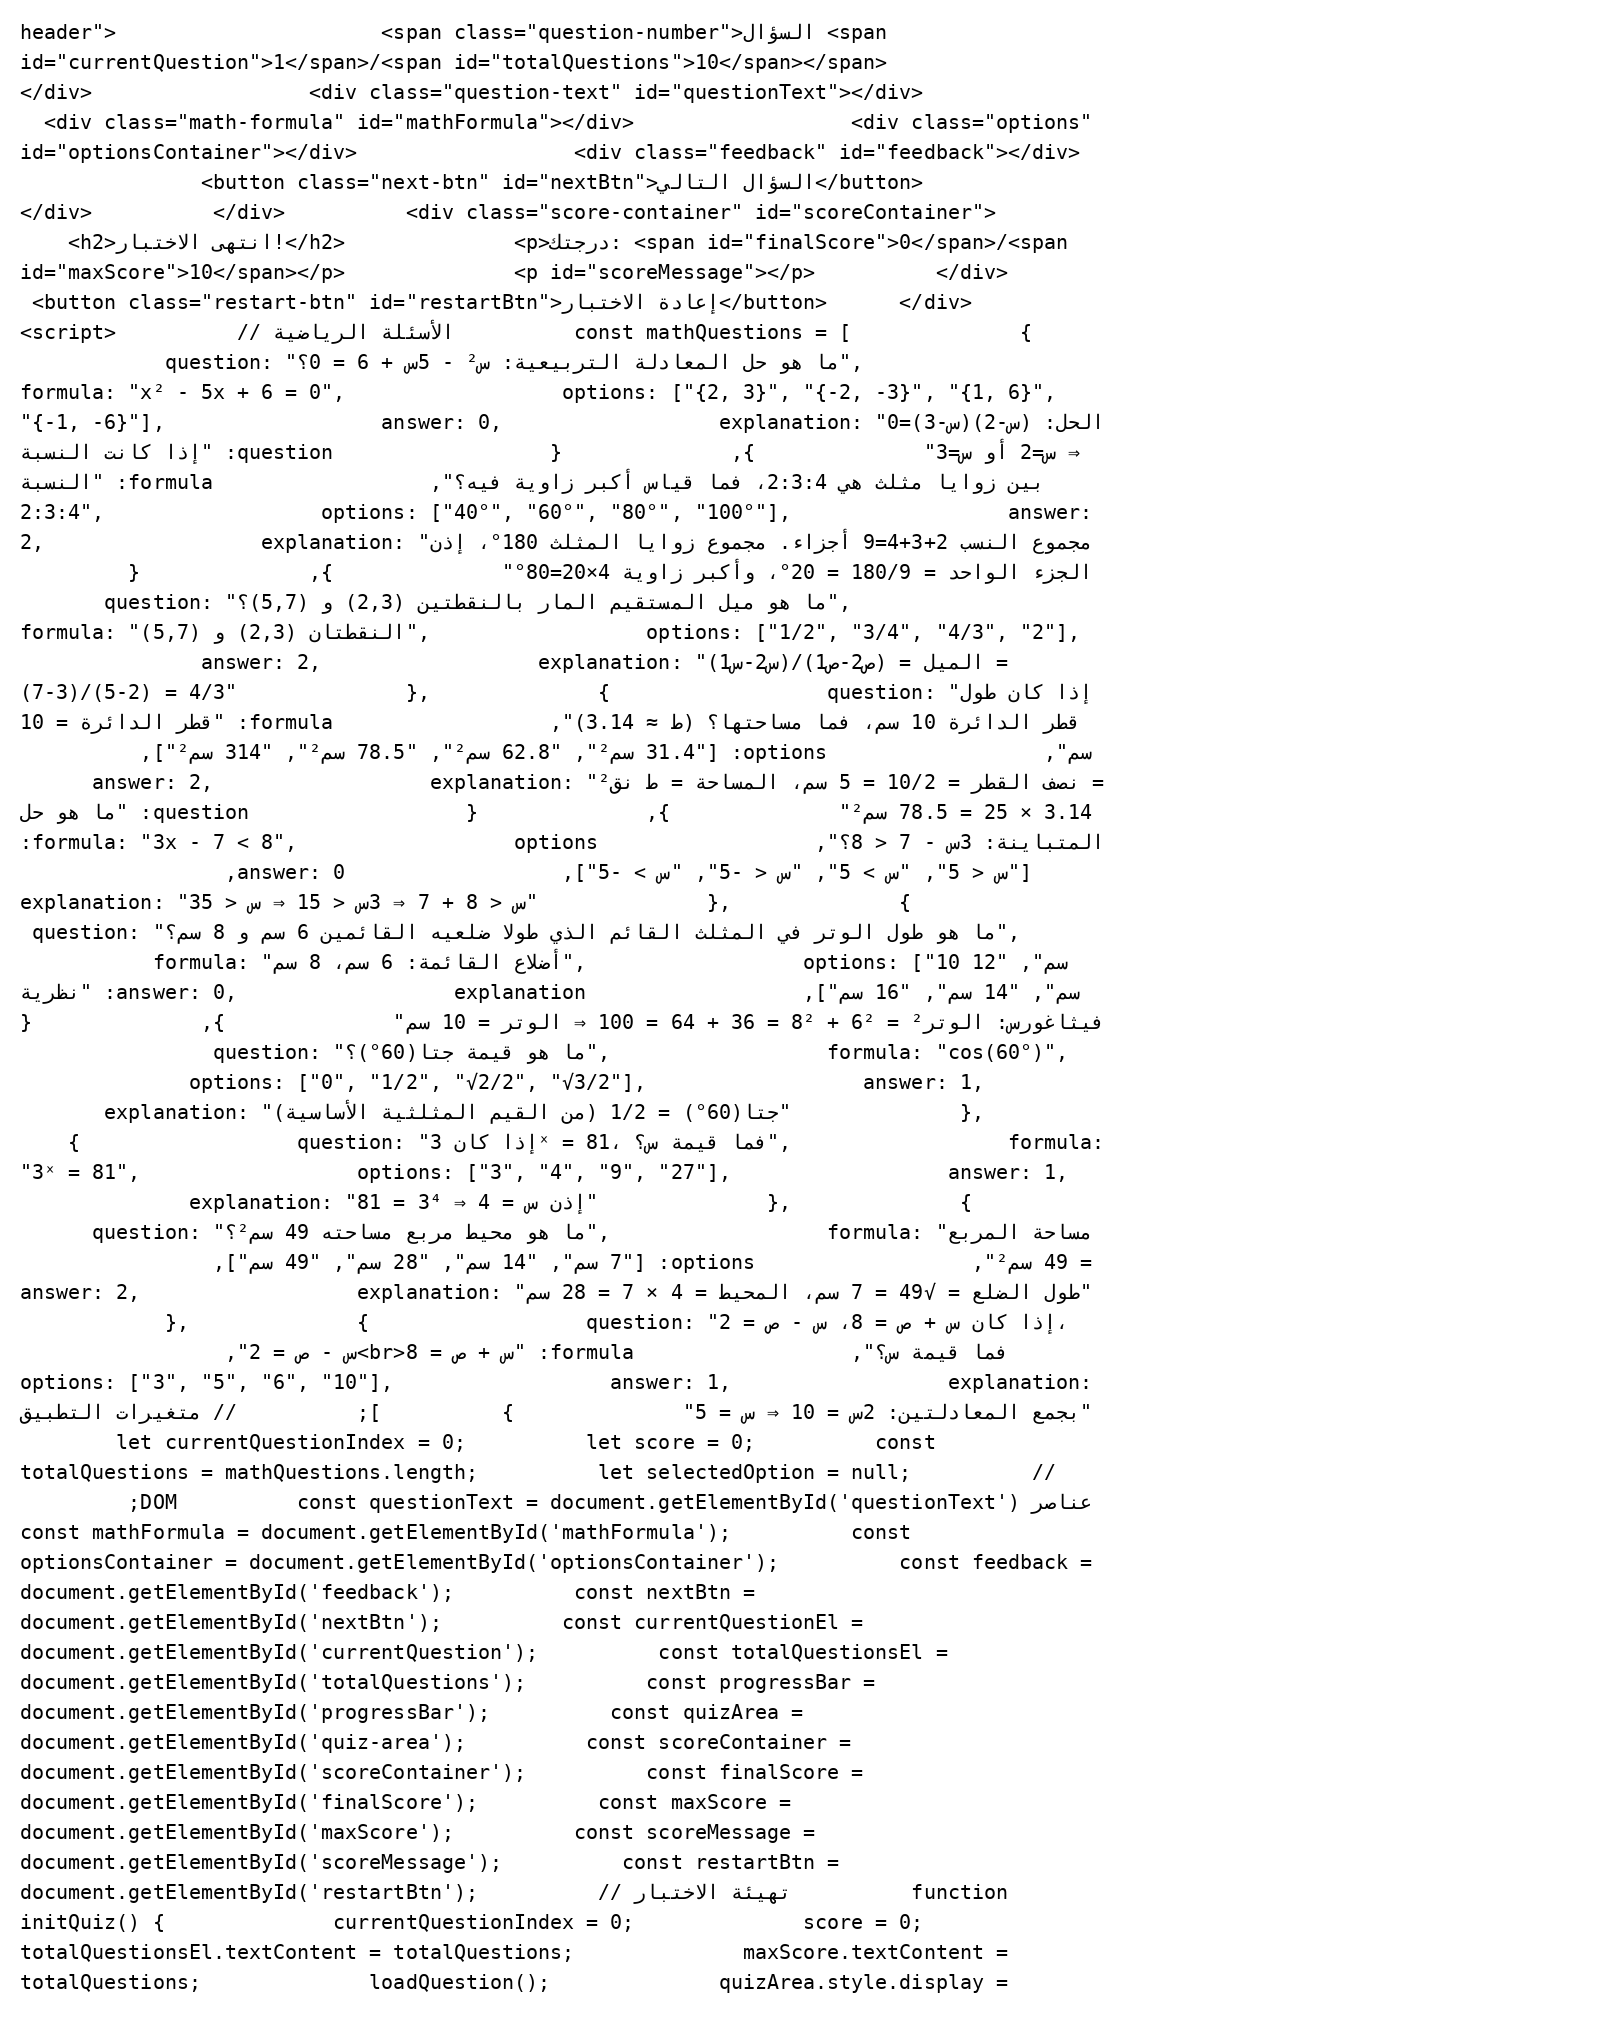 header">                      <span class="question-number">السؤال <span
id="currentQuestion">1</span>/<span id="totalQuestions">10</span></span>
</div>                  <div class="question-text" id="questionText"></div>
  <div class="math-formula" id="mathFormula"></div>                  <div class="options"
id="optionsContainer"></div>                  <div class="feedback" id="feedback"></div>
               <button class="next-btn" id="nextBtn">السؤال التالي</button>
</div>          </div>          <div class="score-container" id="scoreContainer">
    <h2>انتهى الاختبار!</h2>              <p>درجتك: <span id="finalScore">0</span>/<span
id="maxScore">10</span></p>              <p id="scoreMessage"></p>          </div>
 <button class="restart-btn" id="restartBtn">إعادة الاختبار</button>      </div>
<script>          // الأسئلة الرياضية          const mathQuestions = [              {
            question: "ما هو حل المعادلة التربيعية: س² - 5س + 6 = 0؟",
formula: "x² - 5x + 6 = 0",                  options: ["{2, 3}", "{-2, -3}", "{1, 6}",
"{-1, -6}"],                  answer: 0,                  explanation: "الحل: (س-2)(س-3)=0
⇒ س=2 أو س=3"              },              {                  question: "إذا كانت النسبة
بين زوايا مثلث هي 2:3:4، فما قياس أكبر زاوية فيه؟",                  formula: "النسبة
2:3:4",                  options: ["40°", "60°", "80°", "100°"],                  answer:
2,                  explanation: "مجموع النسب 2+3+4=9 أجزاء. مجموع زوايا المثلث 180°، إذن
الجزء الواحد = 180/9 = 20°، وأكبر زاوية 4×20=80°"              },              {
       question: "ما هو ميل المستقيم المار بالنقطتين (2,3) و (5,7)؟",
formula: "النقطتان (2,3) و (5,7)",                  options: ["1/2", "3/4", "4/3", "2"],
               answer: 2,                  explanation: "الميل = (ص2-ص1)/(س2-س1) =
(7-3)/(5-2) = 4/3"              },              {                  question: "إذا كان طول
قطر الدائرة 10 سم، فما مساحتها؟ (ط ≈ 3.14)",                  formula: "قطر الدائرة = 10
سم",                  options: ["31.4 سم²", "62.8 سم²", "78.5 سم²", "314 سم²"],
      answer: 2,                  explanation: "نصف القطر = 10/2 = 5 سم، المساحة = ط نق² =
3.14 × 25 = 78.5 سم²"              },              {                  question: "ما هو حل
المتباينة: 3س - 7 < 8؟",                  formula: "3x - 7 < 8",                  options:
["س < 5", "س > 5", "س < -5", "س > -5"],                  answer: 0,
explanation: "3س < 8 + 7 ⇒ 3س < 15 ⇒ س < 5"              },              {
 question: "ما هو طول الوتر في المثلث القائم الذي طولا ضلعيه القائمين 6 سم و 8 سم؟",
           formula: "أضلاع القائمة: 6 سم، 8 سم",                  options: ["10 سم", "12
سم", "14 سم", "16 سم"],                  answer: 0,                  explanation: "نظرية
فيثاغورس: الوتر² = 6² + 8² = 36 + 64 = 100 ⇒ الوتر = 10 سم"              },              {
                question: "ما هو قيمة جتا(60°)؟",                  formula: "cos(60°)",
              options: ["0", "1/2", "√2/2", "√3/2"],                  answer: 1,
       explanation: "جتا(60°) = 1/2 (من القيم المثلثية الأساسية)"              },
    {                  question: "إذا كان 3ˣ = 81، فما قيمة س؟",                  formula:
"3ˣ = 81",                  options: ["3", "4", "9", "27"],                  answer: 1,
              explanation: "81 = 3⁴ ⇒ إذن س = 4"              },              {
      question: "ما هو محيط مربع مساحته 49 سم²؟",                  formula: "مساحة المربع
= 49 سم²",                  options: ["7 سم", "14 سم", "28 سم", "49 سم"],
answer: 2,                  explanation: "طول الضلع = √49 = 7 سم، المحيط = 4 × 7 = 28 سم"
            },              {                  question: "إذا كان س + ص = 8، س - ص = 2،
فما قيمة س؟",                  formula: "س + ص = 8<br>س - ص = 2",
options: ["3", "5", "6", "10"],                  answer: 1,                  explanation:
"بجمع المعادلتين: 2س = 10 ⇒ س = 5"              }          ];          // متغيرات التطبيق
        let currentQuestionIndex = 0;          let score = 0;          const
totalQuestions = mathQuestions.length;          let selectedOption = null;          //
عناصر DOM          const questionText = document.getElementById('questionText');
const mathFormula = document.getElementById('mathFormula');          const
optionsContainer = document.getElementById('optionsContainer');          const feedback =
document.getElementById('feedback');          const nextBtn =
document.getElementById('nextBtn');          const currentQuestionEl =
document.getElementById('currentQuestion');          const totalQuestionsEl =
document.getElementById('totalQuestions');          const progressBar =
document.getElementById('progressBar');          const quizArea =
document.getElementById('quiz-area');          const scoreContainer =
document.getElementById('scoreContainer');          const finalScore =
document.getElementById('finalScore');          const maxScore =
document.getElementById('maxScore');          const scoreMessage =
document.getElementById('scoreMessage');          const restartBtn =
document.getElementById('restartBtn');          // تهيئة الاختبار          function
initQuiz() {              currentQuestionIndex = 0;              score = 0;
totalQuestionsEl.textContent = totalQuestions;              maxScore.textContent =
totalQuestions;              loadQuestion();              quizArea.style.display =